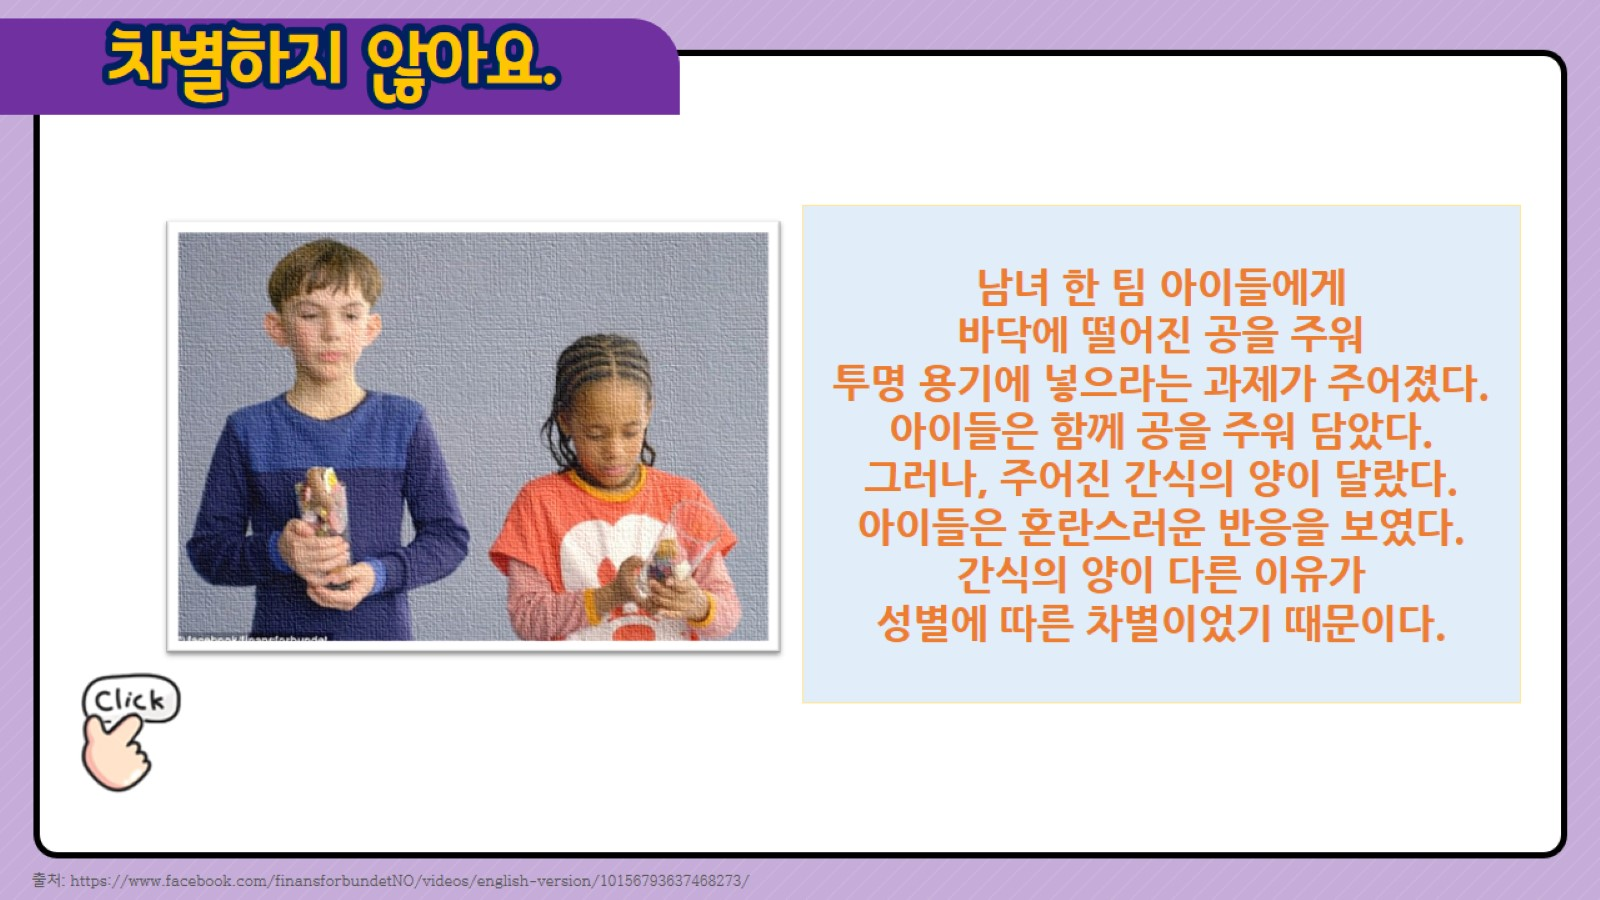 차별하지 않아요.
남녀 한 팀 아이들에게
바닥에 떨어진 공을 주워
투명 용기에 넣으라는 과제가 주어졌다.
아이들은 함께 공을 주워 담았다.
그러나, 주어진 간식의 양이 달랐다.
아이들은 혼란스러운 반응을 보였다.
간식의 양이 다른 이유가
성별에 따른 차별이었기 때문이다.
© facebook/finansforbundet
Click
출처: https://www.facebook.com/finansforbundetNO/videos/english-version/10156793637468273/